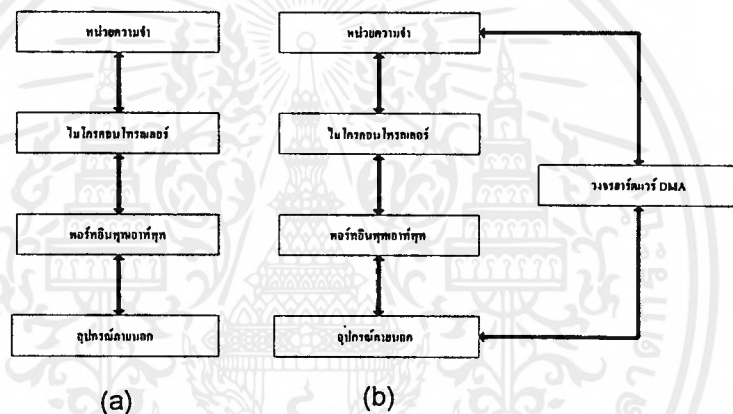 หน่วยความจำ
ไมโครคอนโทรลเลอร์
พอร์ทอินพุทเอาท์พุท
อุปกรณ์ภายนอก
(a)
หน่วยความจำ
ไมโครคอนโทรลเลอร์
พอร์ทอินพุทเอาท์พุท
อุปกรณ์ภายนอก
(b)
วงจรฮาร์ดแวร์ DMA